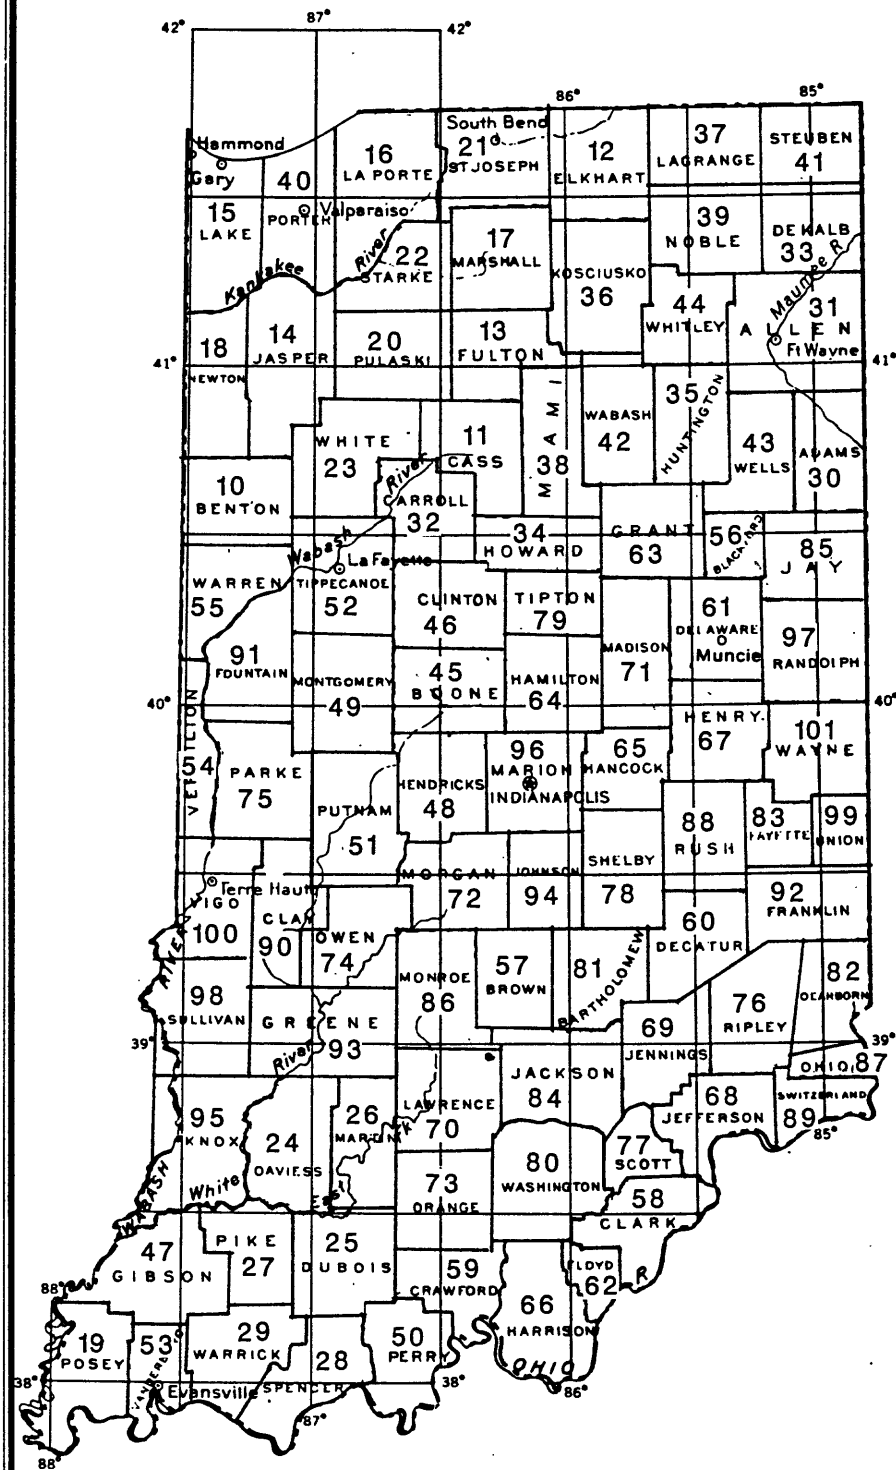 87°
42°
42°
86°
85°
South Bend
Hammond
Gary
21
ST JOSEPH
12
ELKHART
37
LAGRANGE
STEUBEN
41
16
LA PORTE
40
PORTER
Valparaiso
15
LAKE
River
Kankakee
22
STARKE
17
MARSHALL
KOSCIUSKO
36
39
NOBLE
DEKALB
33
Maumee R
44
WHITLEY
31
ALLEN
Ft Wayne
18
NEWTON
14
JASPER
20
PULASKI
13
FULTON
41°
41°
WHITE
23
11
CASS
MIAMI
38
WABASH
42
35
HUNTINGTON
43
WELLS
ADAMS
30
10
BENTON
River
CARROLL
32
34
HOWARD
GRANT
63
56
BLACKFORD
85
JAY
Wabash
La Fayette
WARREN
55
TIPPECANOE
52
CLINTON
46
TIPTON
79
61
DELAWARE
Muncie
97
RANDOLPH
91
FOUNTAIN
MONTGOMERY
49
45
BOONE
HAMILTON
64
MADISON
71
40°
40°
VERMILION
54
PARKE
75
PUTNAM
51
HENDRICKS
48
96
MARION
INDIANAPOLIS
65
HANCOCK
HENRY
67
101
WAYNE
88
RUSH
83
FAYETTE
99
UNION
Terre Haut
VIGO
100
CLAY
90
OWEN
74
MORGAN
72
JOHNSON
94
SHELBY
78
60
DECATUR
92
FRANKLIN
RIVER
98
SULLIVAN
GREENE
93
MONROE
86
57
BROWN
81
BARTHOLOMEW
69
JENNINGS
76
RIPLEY
82
DEARBORN
39°
39°
OHIO
87
River
95
KNOX
24
DAVIESS
26
MARTIN
LAWRENCE
70
JACKSON
84
68
JEFFERSON
SWITZERLAND
89
85°
WABASH
White
East
Fk
73
ORANGE
80
WASHINGTON
77
SCOTT
58
CLARK
47
GIBSON
PIKE
27
25
DUBOIS
59
CRAWFORD
66
HARRISON
FLOYD
62
R
OHIO
88°
19
POSEY
53
VANDERBURG
Evansville
29
WARRICK
28
SPENCER
50
PERRY
38°
38°
86°
87°
88°